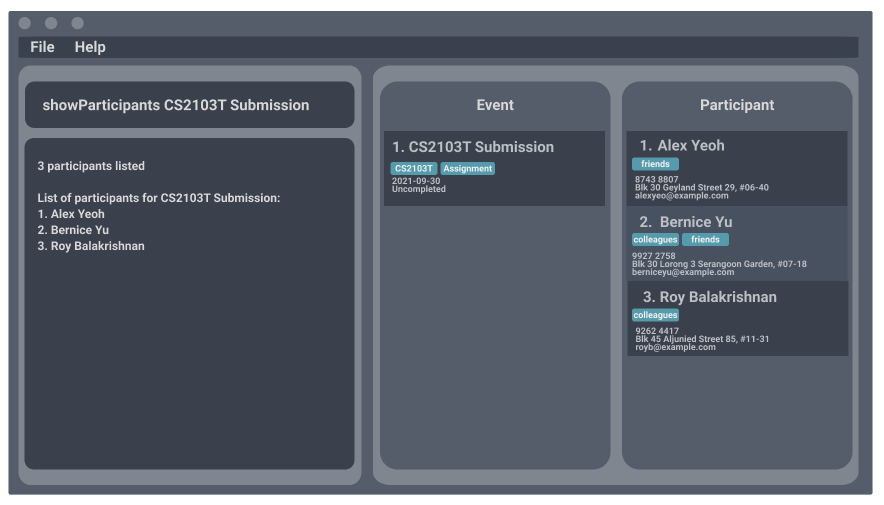 File Help
showParticipants CS2103T Submission
3 participants listed
List of participants for CS2103T Submission:
1. Alex Yeoh
2. Bernice Yu
3. Roy Balakrishnan
Event
1. CS2103T Submission
CS2103T Assignment
2021-09-30
Uncompleted
Participant
1. Alex Yeoh
friends
8743 8807
Blk 30 Geyland Street 29, #06-40
alexyeo@example.com
2. Bernice Yu
colleagues friends
9927 2758
Blk 30 Lorong 3 Serangoon Garden, #07-18
berniceyu@example.com
3. Roy Balakrishnan
colleagues
9262 4417
Blk 45 Aljunied Street 85, #11-31
royb@example.com